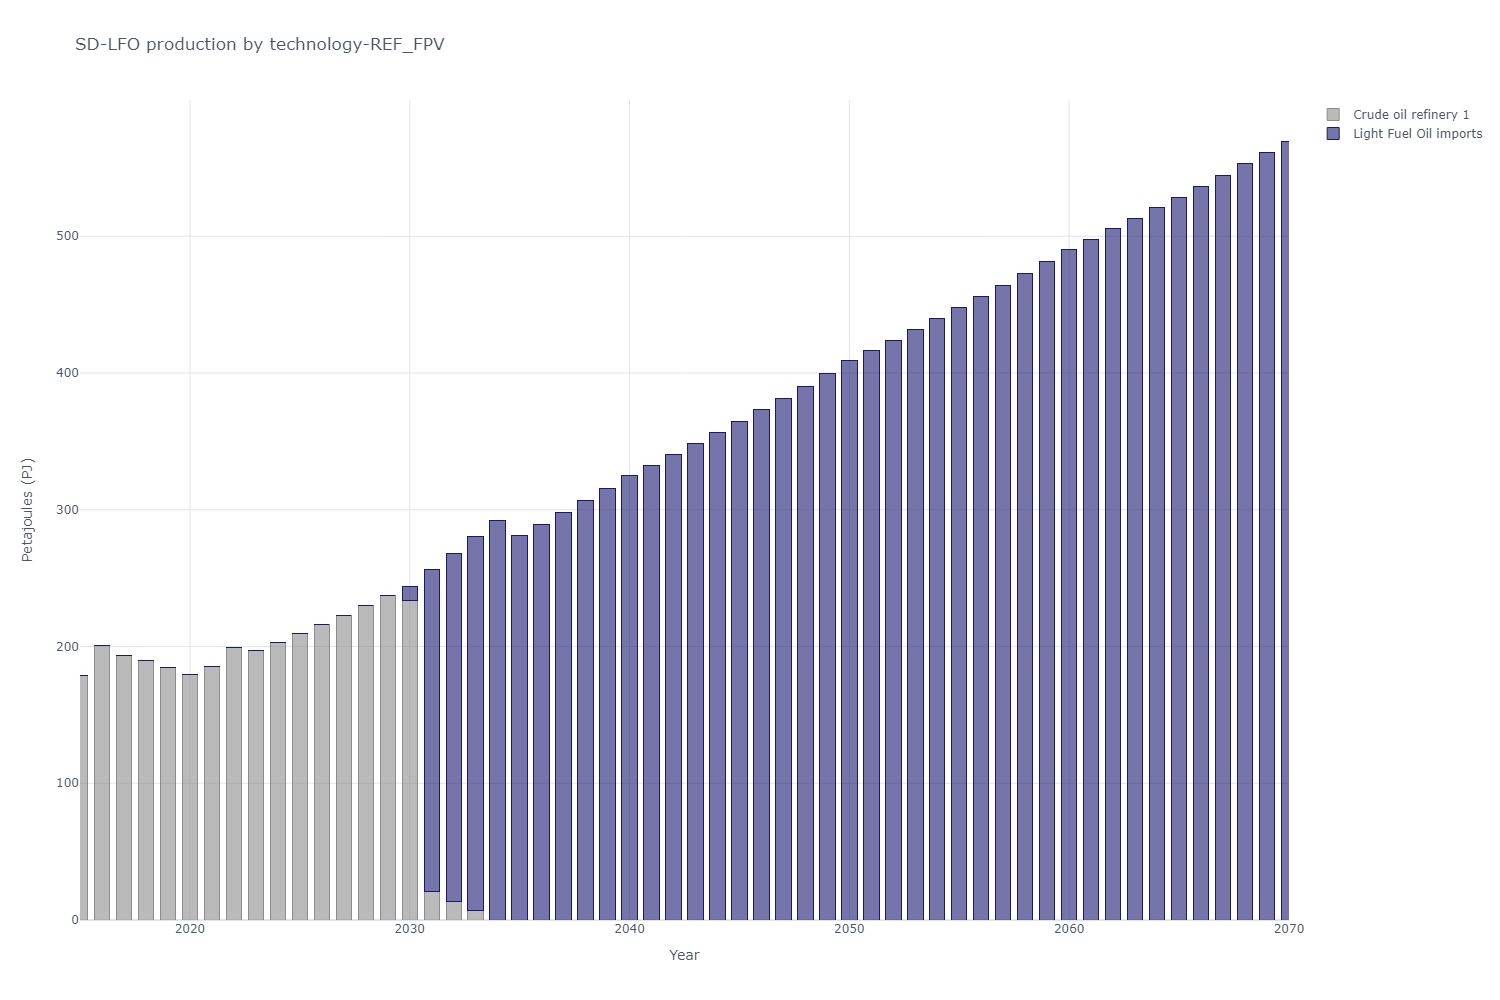 SD-LFO production by technology-REF_FPV
Crude oil refinery 1
Light Fuel Oil imports
500
400
300
200
100
0
Petajoules (PJ)
2020
2030
2040
2050
2060
2070
Year